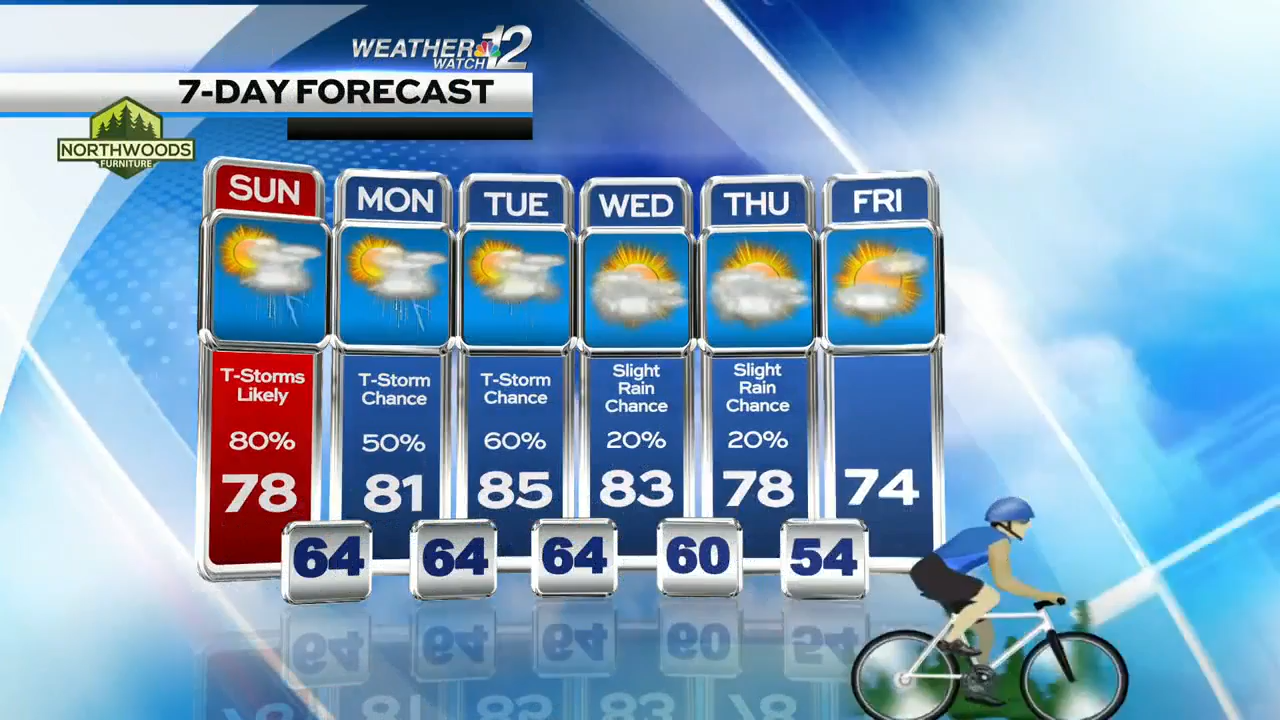 WEATHER 12
WATCH
7-DAY FORECAST
NORTHWOODS
FURNITURE
SUN MON TUE WED THU FRI
T-Storms Likely
80%
78
T-Storm Chance
50%
81
T-Storm Chance
60%
85
Slight Rain Chance
20%
83
Slight Rain Chance
20%
78
74
64 64 64 60 54